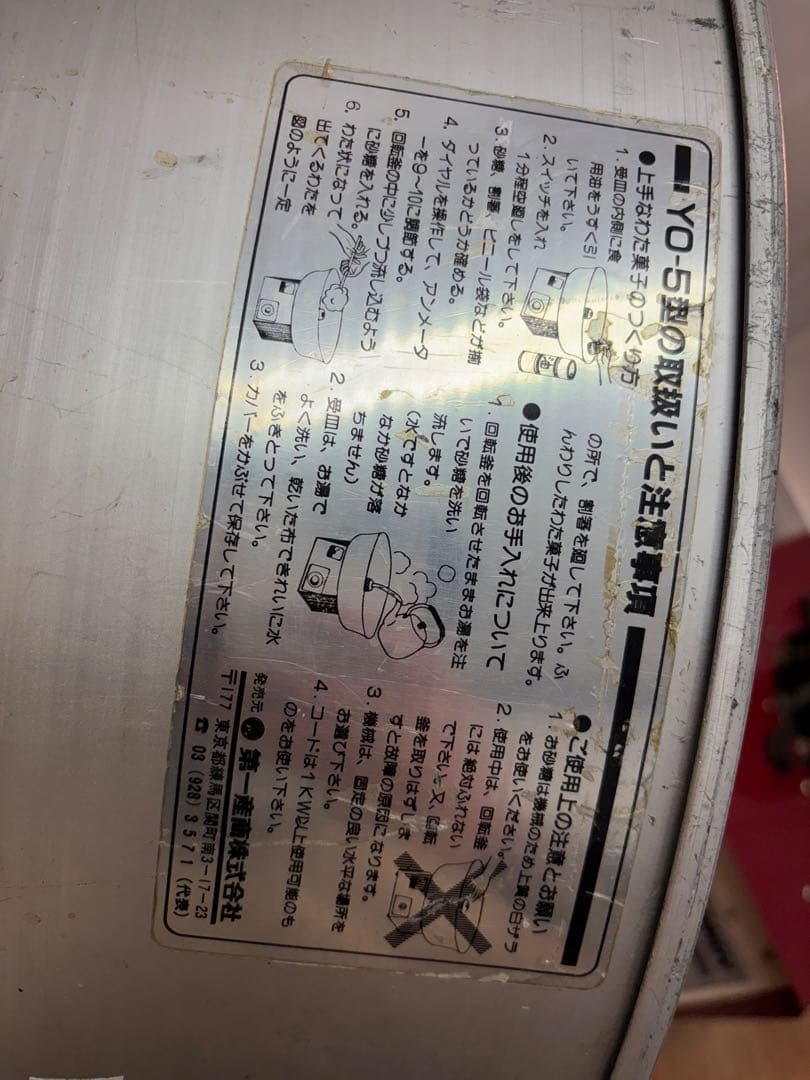 YO-5型の取扱いと注意事項
●上手なわた菓子のつくり方
1. 受皿の内側に食
用油をうすく引
いて下さい。
2. スイッチを入れ
1分程空廻しをして下さい。
3. 砂糖、割箸、ビニール袋などが揃
っているかどうか確める。
4. ダイヤルを操作して、アンメータ
ーを9〜10に調節する。
5. 回転釜の中に少しづつ流し込むよう
に砂糖を入れる。
6. わた状になって
出てくるわたを
図のように一定
の所で、割箸を廻して下さい。ふ
んわりしたわた菓子が出来上ります。
油
●使用後のお手入れについて
1. 回転釜を回転させたままお湯を注
いで砂糖を洗い
流します。
(水ですとなか
なか砂糖が落
ちません)
2. 受皿は、お湯で
よく洗い、乾いた布できれいに水
をふきとって下さい。
3. カバーをかぶせて保存して下さい。
●ご使用上の注意とお願い
1. お砂糖は機械のため上質の白ザラ
をお使いください。
2. 使用中は、回転釜
には絶対ふれない
で下さい。又、回転
釜を取りはずしま
すと故障の原因になります。
3. 機械は、固定の良い水平な場所を
お選び下さい。
4. コードは1KW以上使用可能のも
のをお使い下さい。
発売元 第一産商株式会社
〒177 東京都練馬区関町南3-17-23
☎ 03 (928) 3571 (代表)